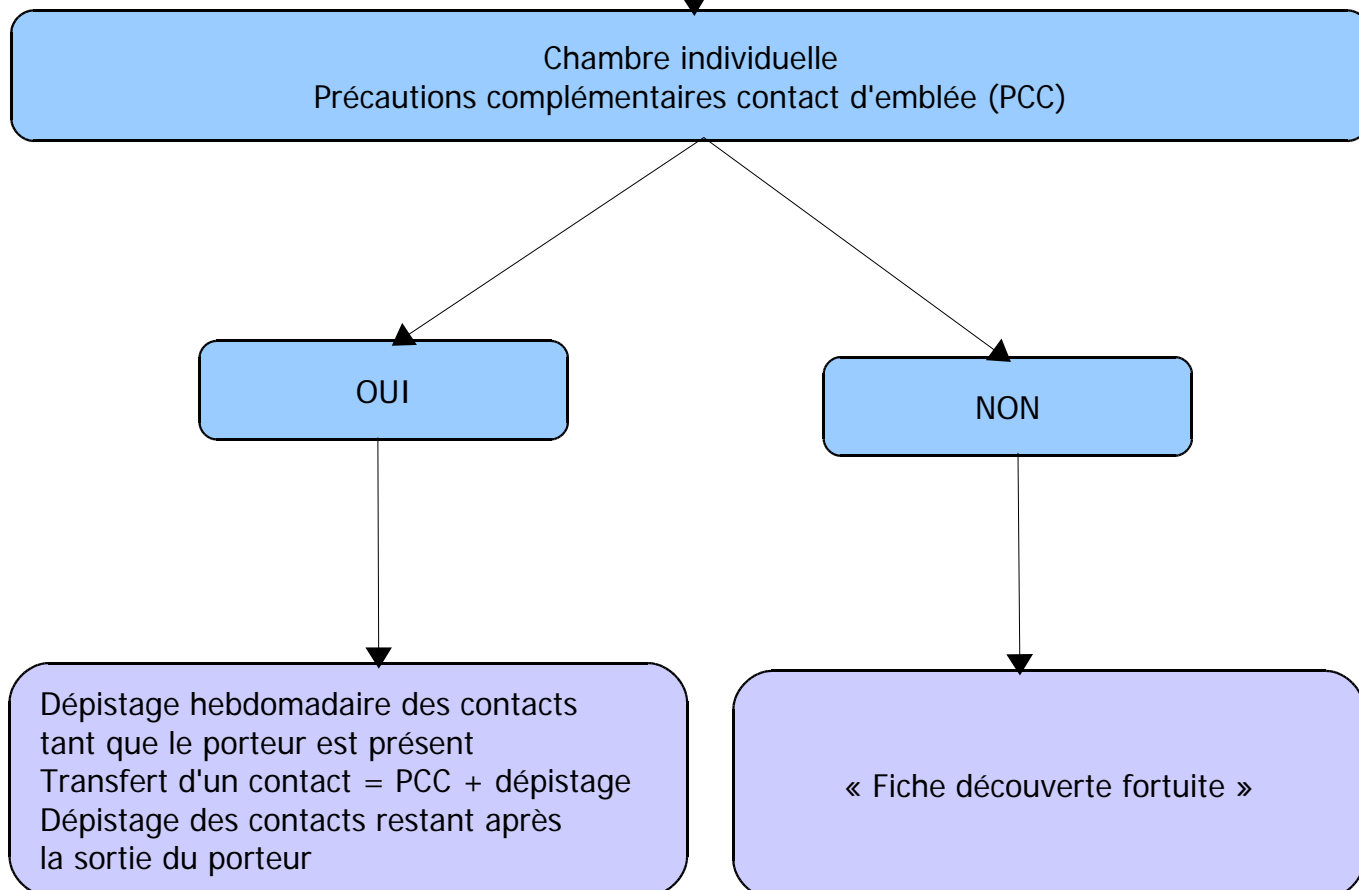 Chambre individuelle
Précautions complémentaires contact d'emblée (PCC)
OUI
NON
Dépistage hebdomadaire des contacts
tant que le porteur est présent
Transfert d'un contact = PCC + dépistage
Dépistage des contacts restant après
la sortie du porteur
« Fiche découverte fortuite »